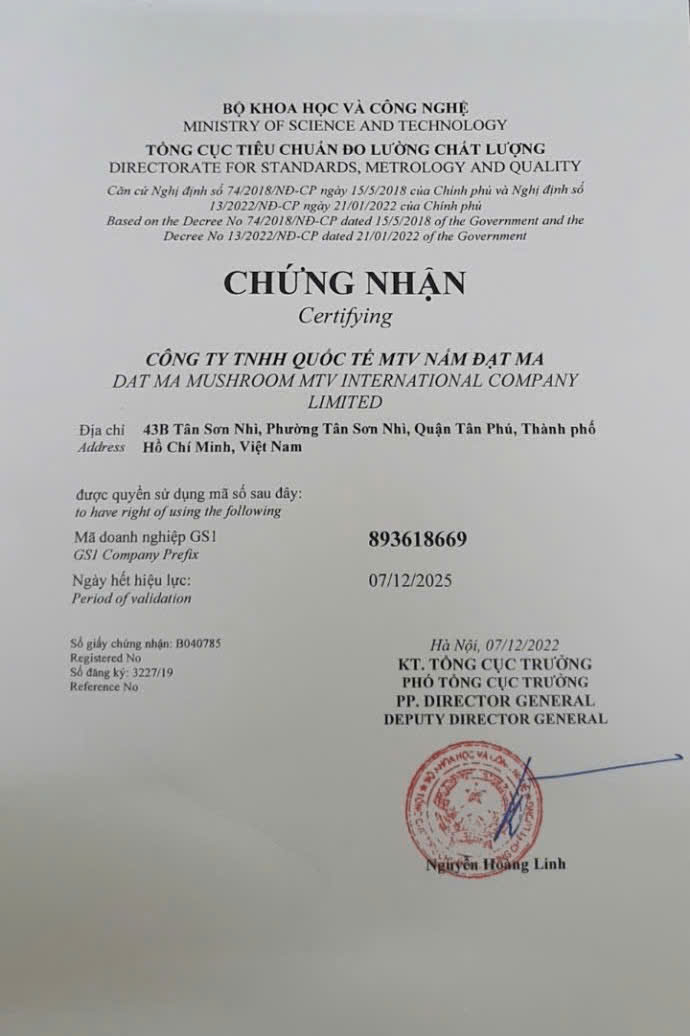 BỘ KHOA HỌC VÀ CÔNG NGHỆ
MINISTRY OF SCIENCE AND TECHNOLOGY
TỔNG CỤC TIÊU CHUẨN ĐO LƯỜNG CHẤT LƯỢNG
DIRECTORATE FOR STANDARDS, METROLOGY AND QUALITY
Căn cứ Nghị định số 74/2018/NĐ-CP ngày 15/5/2018 của Chính phủ và Nghị định số
13/2022/NĐ-CP ngày 21/01/2022 của Chính phủ
Based on the Decree No 74/2018/NĐ-CP dated 15/5/2018 of the Government and the
Decree No 13/2022/NĐ-CP dated 21/01/2022 of the Government
CHỨNG NHẬN
Certifying
CÔNG TY TNHH QUỐC TẾ MTV NẤM ĐẠT MA
DAT MA MUSHROOM MTV INTERNATIONAL COMPANY
LIMITED
Địa chỉ 43B Tân Sơn Nhì, Phường Tân Sơn Nhì, Quận Tân Phú, Thành phố
Address Hồ Chí Minh, Việt Nam
được quyền sử dụng mã số sau đây:
to have right of using the following
Mã doanh nghiệp GS1 893618669
GS1 Company Prefix
Ngày hết hiệu lực: 07/12/2025
Period of validation
Số giấy chứng nhận: B040785
Registered No
Số đăng ký: 3227/19
Reference No
Hà Nội, 07/12/2022
KT. TỔNG CỤC TRƯỞNG
PHÓ TỔNG CỤC TRƯỞNG
PP. DIRECTOR GENERAL
DEPUTY DIRECTOR GENERAL
BỘ KHOA HỌC VÀ CÔNG NGHỆ
Nguyễn Hoàng Linh